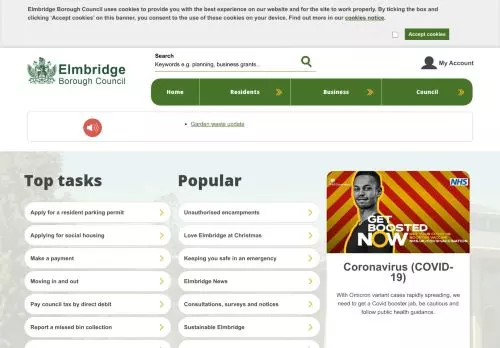 Elmbridge Borough Council uses cookies to provide you with the best experience on our website and for the site to work properly. By ticking the box and
clicking 'Accept cookies' on this banner, you consent to the use of these cookies on your device. Find out more in our cookies notice.
Accept cookies
Elmbridge
Borough Council
Search
Keywords e.g. planning, business grants..
My Account
Home
Residents
Business
Council
Garden waste update
Top tasks
Apply for a resident parking permit
Applying for social housing
Make a payment
Moving in and out
Pay council tax by direct debit
Report a missed bin collection
Popular
Unauthorised encampments
Love Elmbridge at Christmas
Keeping you safe in an emergency
Elmbridge News
Consultations, surveys and notices
Sustainable Elmbridge
NHS
GET
BOOSTED
NOW
Coronavirus (COVID-
19)
With Omicron variant cases rapidly spreading, we
need to get a Covid booster jab, be cautious and
follow public health guidance.